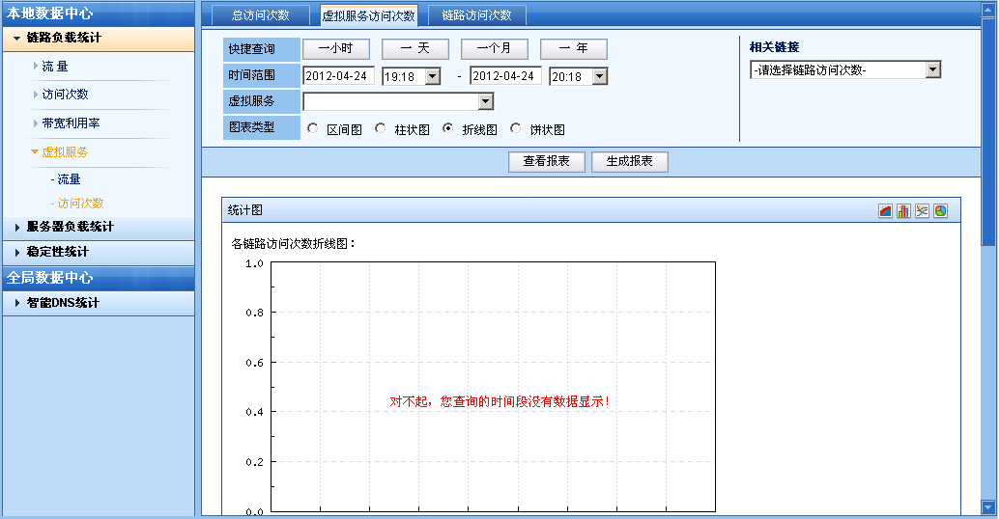 本地数据中心
链路负载统计
流 量
访问次数
带宽利用率
虚拟服务
- 流量
- 访问次数
服务器负载统计
稳定性统计
全局数据中心
智能DNS统计
总访问次数 虚拟服务访问次数 链路访问次数
快捷查询 一小时 一 天 一个月 一 年
时间范围 2012-04-24 19:18 - 2012-04-24 20:18
虚拟服务
图表类型 区间图 柱状图 折线图 饼状图
相关链接
-请选择链路访问次数-
查看报表 生成报表
统计图
各链路访问次数折线图：
1.0
0.8
0.6
对不起，您查询的时间段没有数据显示！
0.4
0.2
0.0